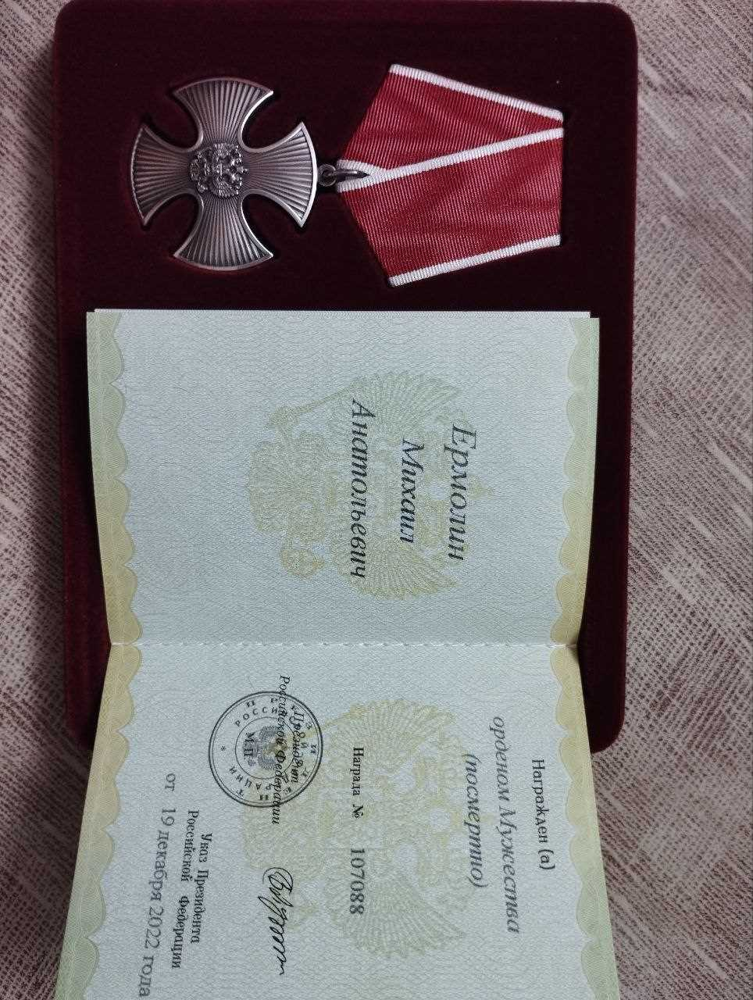 Ермолин
Михаил
Анатольевич
Награжден (а)
орденом Мужества
(посмертно)
Награда № 107088
Президент
Российской Федерации
М.П.
Указ Президента
Российской Федерации
от 19 декабря 2022 года